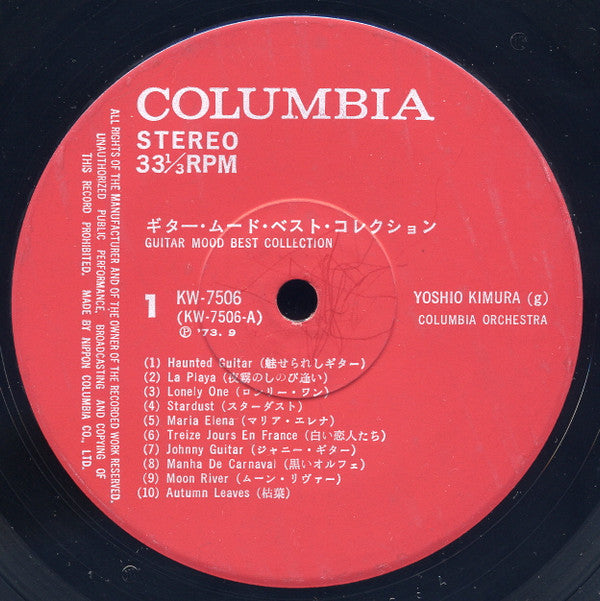 COLUMBIA
STEREO
33⅓RPM
ギター・ムード・ベスト・コレクション
GUITAR MOOD BEST COLLECTION
1
KW-7506
(KW-7506-A)
Ⓟ '73. 9
YOSHIO KIMURA (g)
COLUMBIA ORCHESTRA
(1) Haunted Guitar (魅せられしギター)
(2) La Playa (夜霧のしのび逢い)
(3) Lonely One (ロンリー・ワン)
(4) Stardust (スターダスト)
(5) Maria Elena (マリア・エレナ)
(6) Treize Jours En France (白い恋人たち)
(7) Johnny Guitar (ジャニー・ギター)
(8) Manha De Carnaval (黒いオルフェ)
(9) Moon River (ムーン・リヴァー)
(10) Autumn Leaves (枯葉)
ALL RIGHTS OF THE MANUFACTURER AND OF THE OWNER OF THE RECORDED WORK RESERVED.
UNAUTHORIZED PUBLIC PERFORMANCE, BROADCASTING AND COPYING OF
THIS RECORD PROHIBITED. MADE BY NIPPON COLUMBIA CO., LTD.